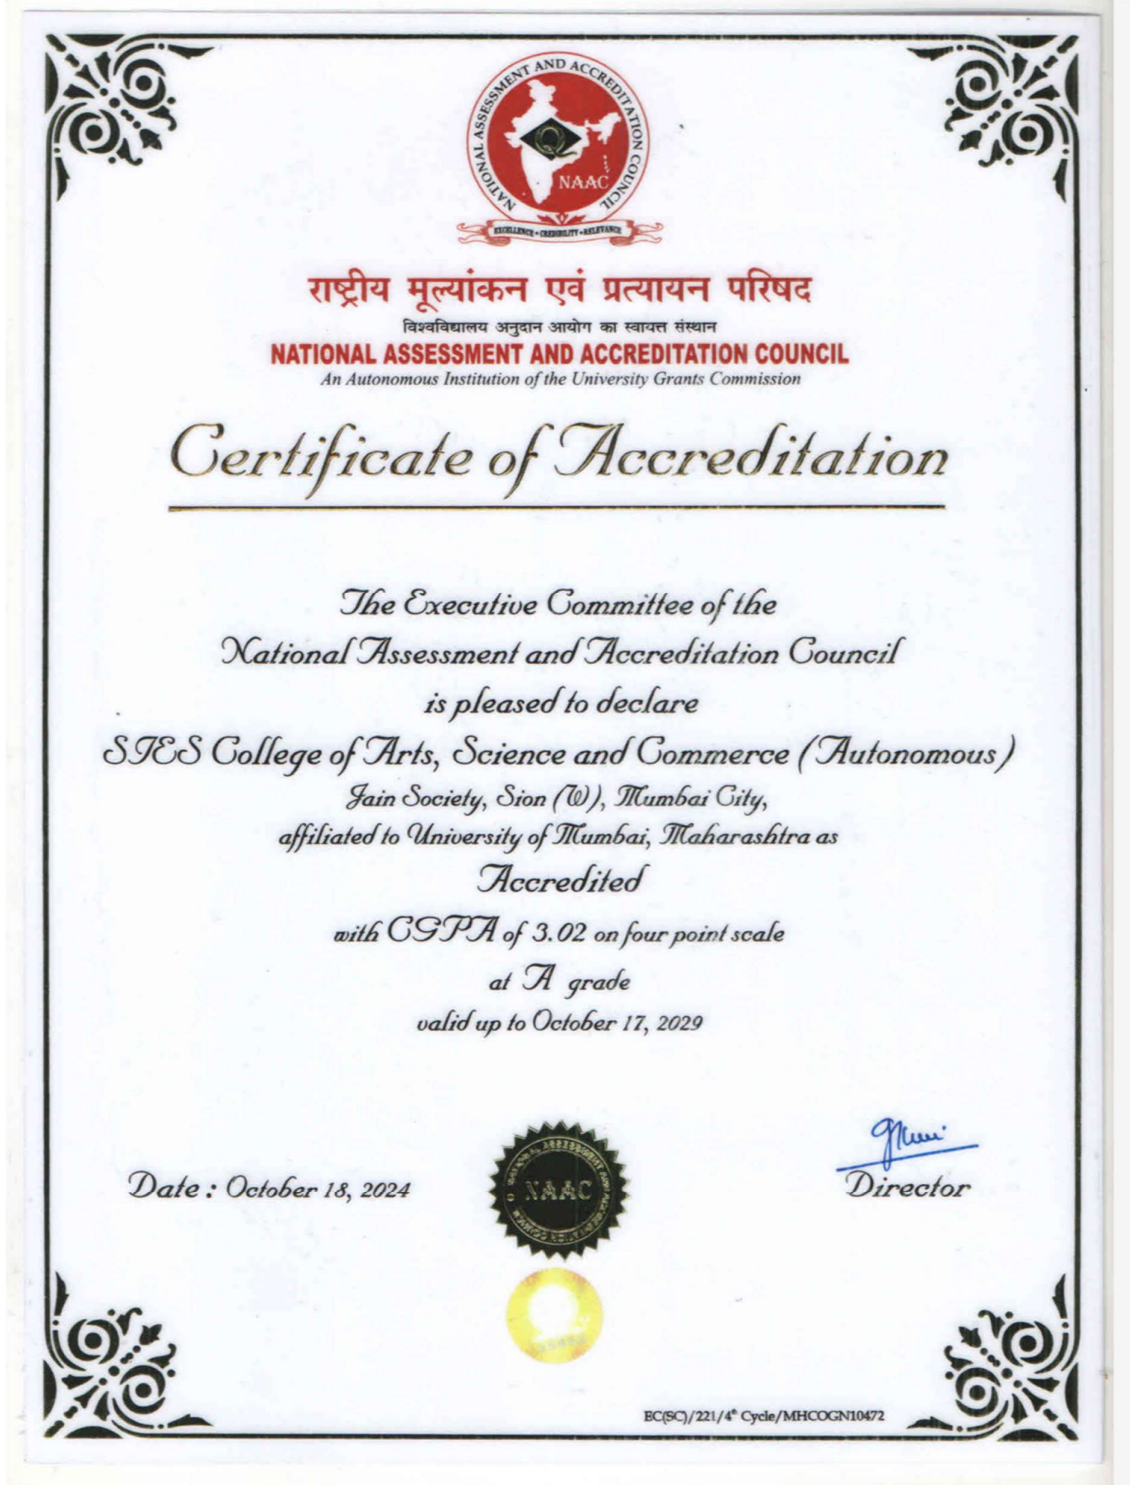 NATIONAL ASSESSMENT AND ACCREDITATION COUNCIL
Q
NAAC
EXCELLENCE • CREDIBILITY • RELEVANCE
राष्ट्रीय मूल्यांकन एवं प्रत्यायन परिषद
विश्वविद्यालय अनुदान आयोग का स्वायत्त संस्थान
NATIONAL ASSESSMENT AND ACCREDITATION COUNCIL
An Autonomous Institution of the University Grants Commission
Certificate of Accreditation
The Executive Committee of the
National Assessment and Accreditation Council
is pleased to declare
SIES College of Arts, Science and Commerce (Autonomous)
Jain Society, Sion (W), Mumbai City,
affiliated to University of Mumbai, Maharashtra as
Accredited
with CGPA of 3.02 on four point scale
at A grade
valid up to October 17, 2029
NATIONAL ASSESSMENT AND ACCREDITATION COUNCIL
NAAC
Date : October 18, 2024
Director
EC(SC)/221/4th Cycle/MHCOGN10472